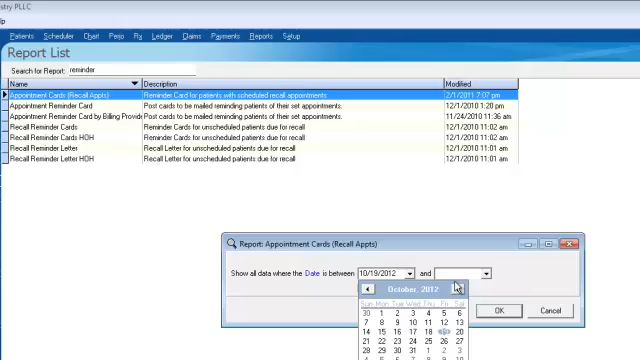 stry PLLC
lp
Patients Scheduler Chart Perio Rx Ledger Claims Payments Reports Setup
Report List
Search for Report: reminder
Name Description Modified
Appointment Cards (Recall Appts) Reminder Card for patients with scheduled recall appointments 2/1/2011 7:07 pm
Appointment Reminder Card Post cards to be mailed reminding patients of their set appointments. 12/1/2010 1:20 pm
Appointment Reminder Card by Billing Provide Post cards to be mailed reminding patients of their set appointments. 11/24/2010 11:36 am
Recall Reminder Cards Reminder Cards for unscheduled patients due for recall 12/1/2010 11:02 am
Recall Reminder Cards HOH Reminder Cards for unscheduled patients due for recall 12/1/2010 11:02 am
Recall Reminder Letter Recall Letter for unscheduled patients due for recall 12/1/2010 11:01 am
Recall Reminder Letter HOH Recall Letter for unscheduled patients due for recall 12/1/2010 11:01 am
Report: Appointment Cards (Recall Appts)
Show all data where the Date is between 10/19/2012 and
October, 2012
Sun Mon Tue Wed Thu Fri Sat
30 1 2 3 4 5 6
7 8 9 10 11 12 13
14 15 16 17 18 19 20
21 22 23 24 25 26 27
28 29 30 31 1 2 3
4 5 6 7 8 9 10
OK Cancel